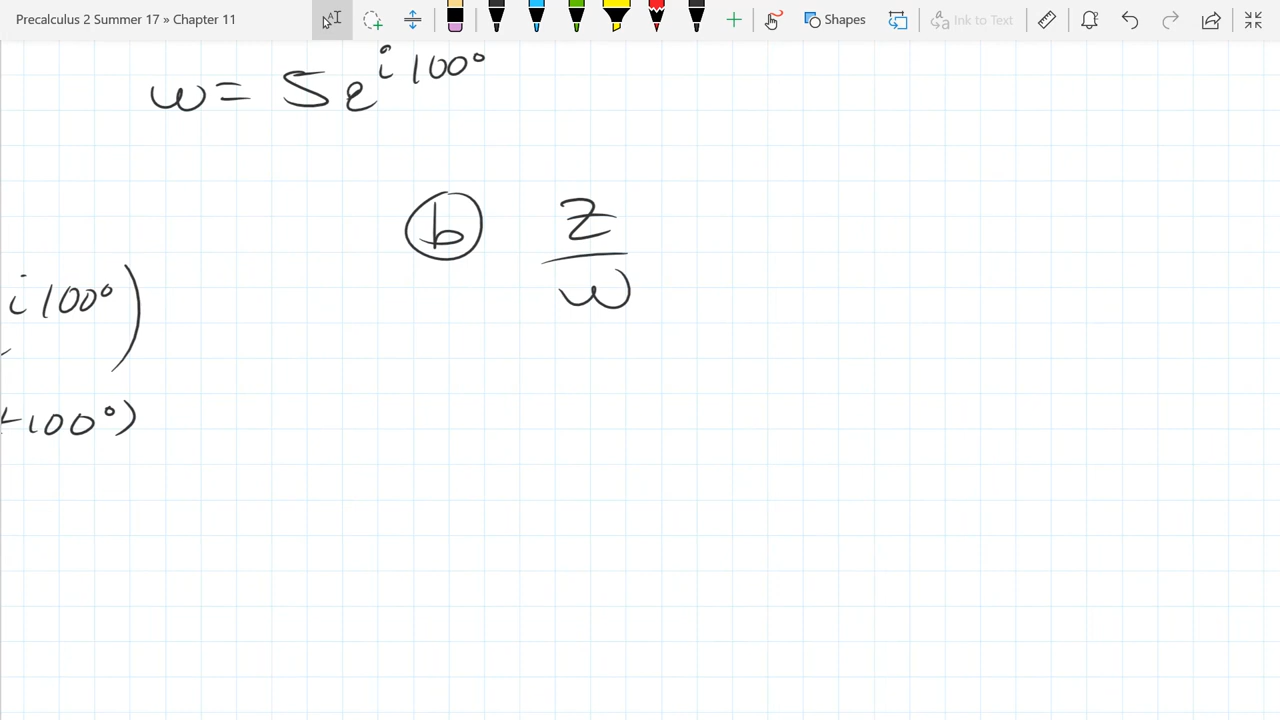 Precalculus 2 Summer 17 » Chapter 11
Shapes
Ink to Text
w = 5e^{i100°}
b z/w
i100°)
+100°)